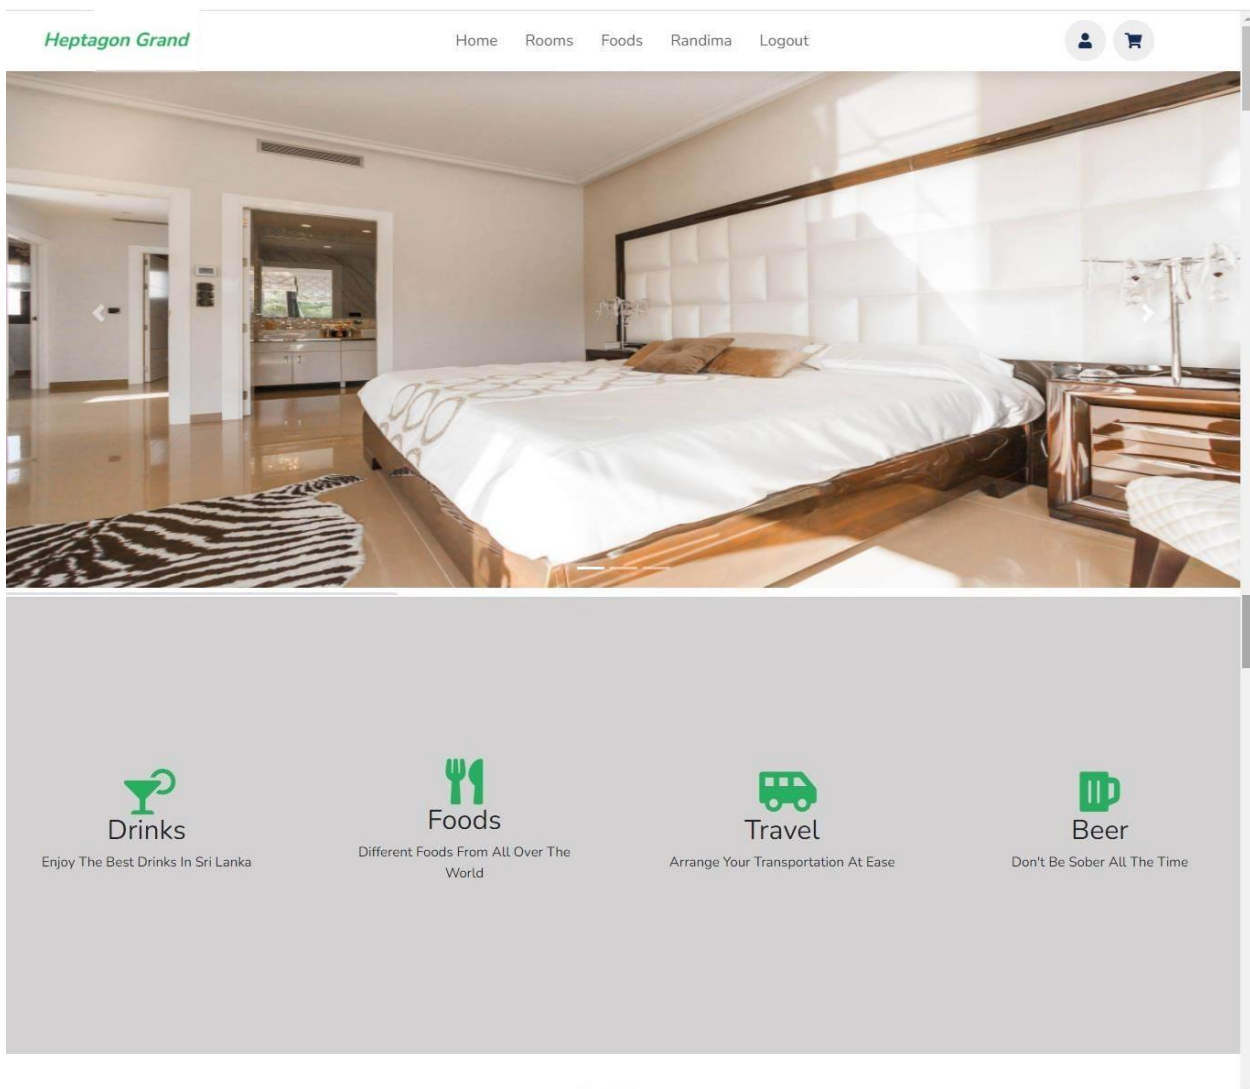 Heptagon Grand
Home Rooms Foods Randima Logout
Drinks
Enjoy The Best Drinks In Sri Lanka
Foods
Different Foods From All Over The
World
Travel
Arrange Your Transportation At Ease
Beer
Don't Be Sober All The Time